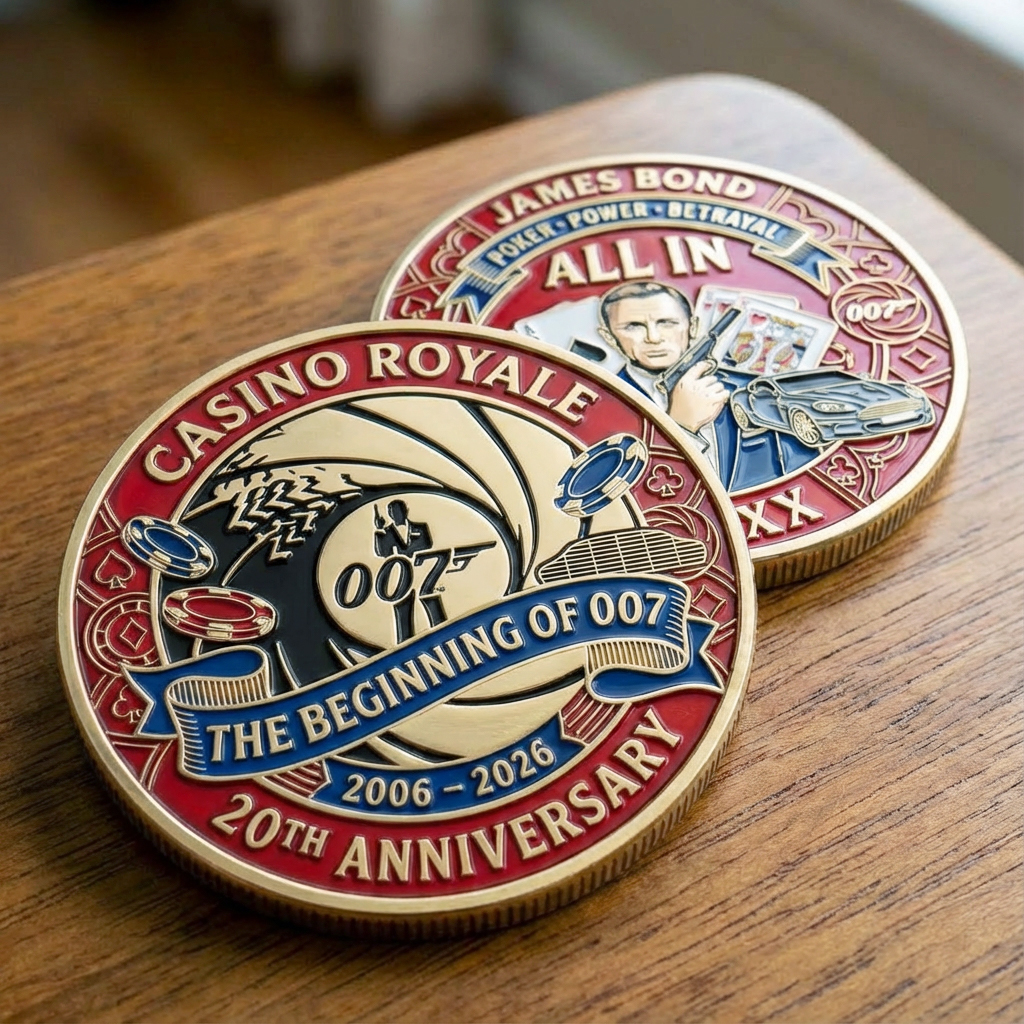 JAMES BOND
POKER · POWER · BETRAYAL
ALL IN
007
XX
CASINO ROYALE
007
THE BEGINNING OF 007
2006 – 2026
20TH ANNIVERSARY